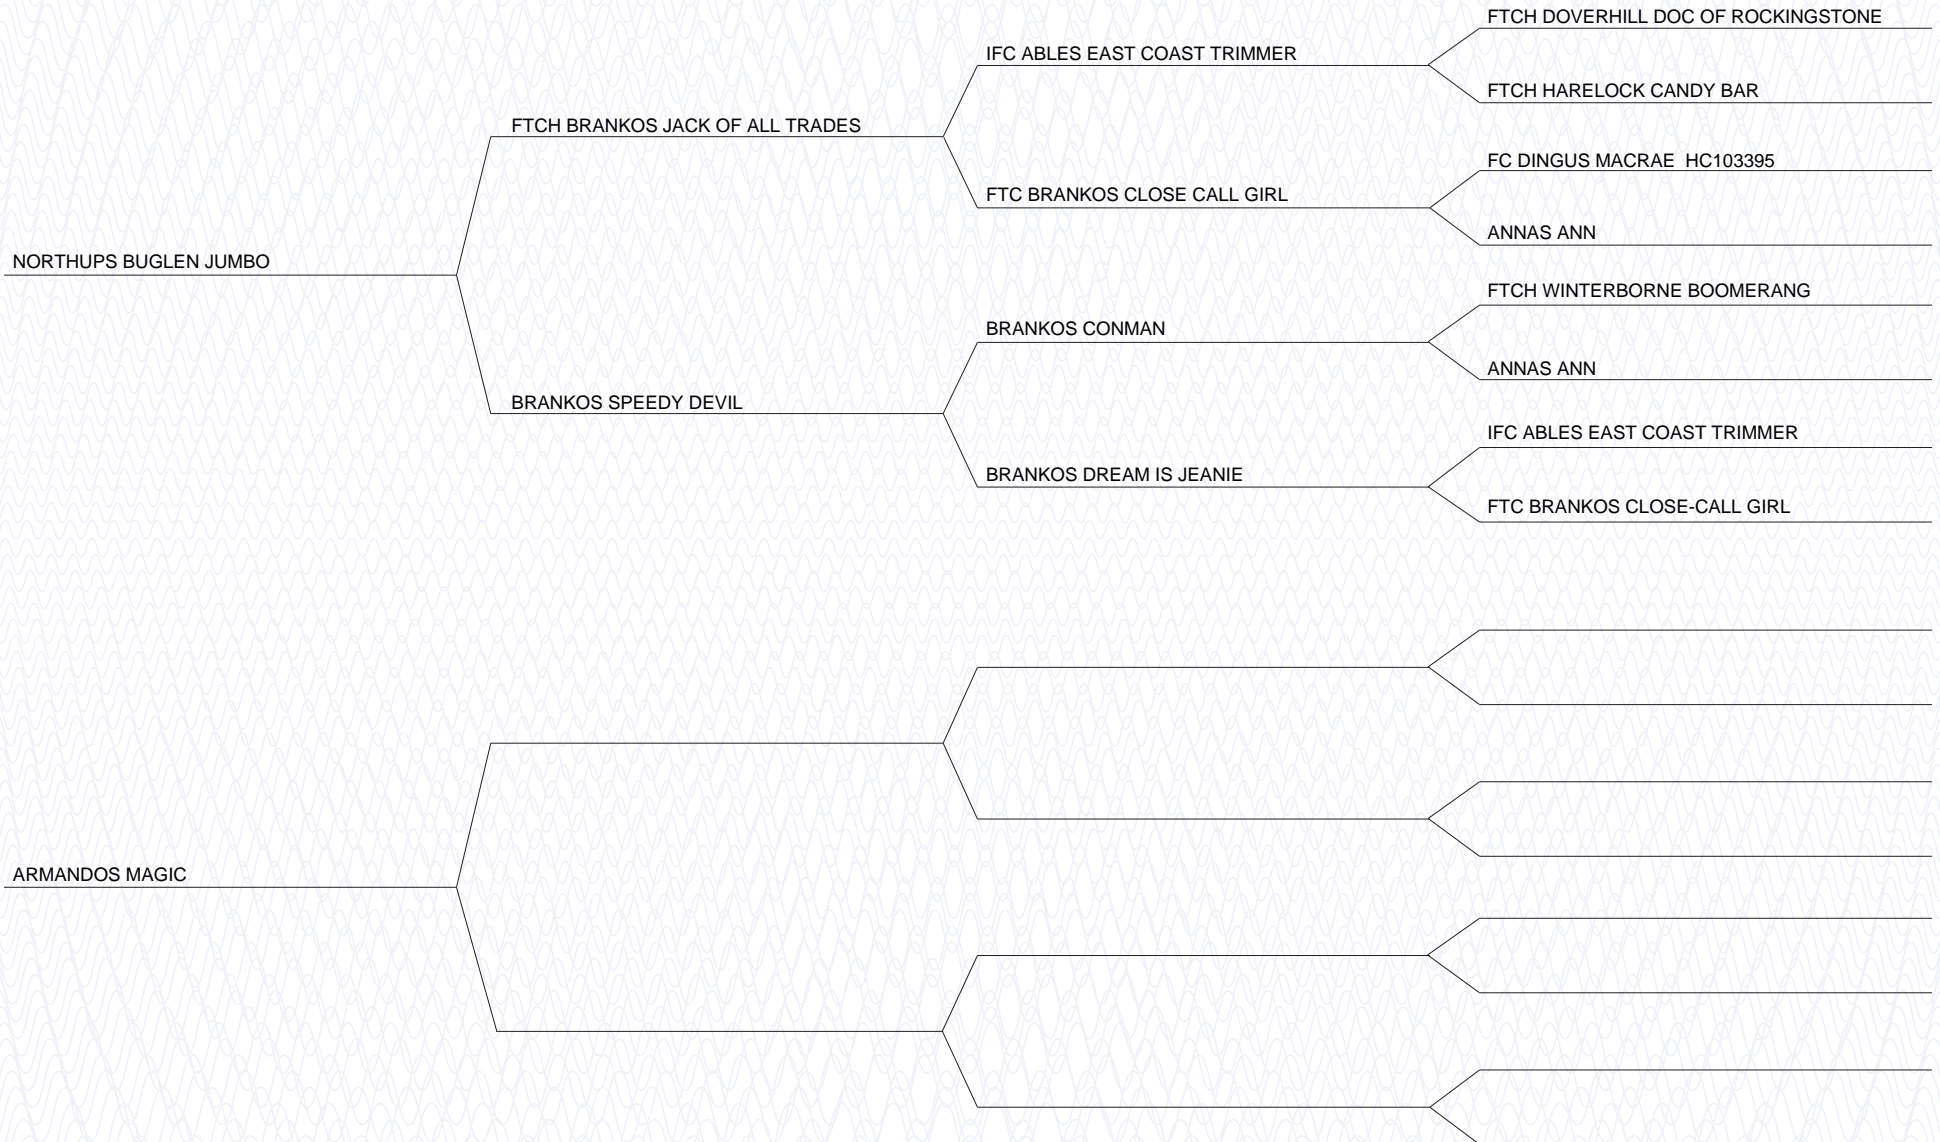 FTCH DOVERHILL DOC OF ROCKINGSTONE
IFC ABLES EAST COAST TRIMMER
FTCH HARELOCK CANDY BAR
FTCH BRANKOS JACK OF ALL TRADES
FC DINGUS MACRAE  HC103395
FTC BRANKOS CLOSE CALL GIRL
ANNAS ANN
NORTHUPS BUGLEN JUMBO
FTCH WINTERBORNE BOOMERANG
BRANKOS CONMAN
ANNAS ANN
BRANKOS SPEEDY DEVIL
IFC ABLES EAST COAST TRIMMER
BRANKOS DREAM IS JEANIE
FTC BRANKOS CLOSE-CALL GIRL
ARMANDOS MAGIC